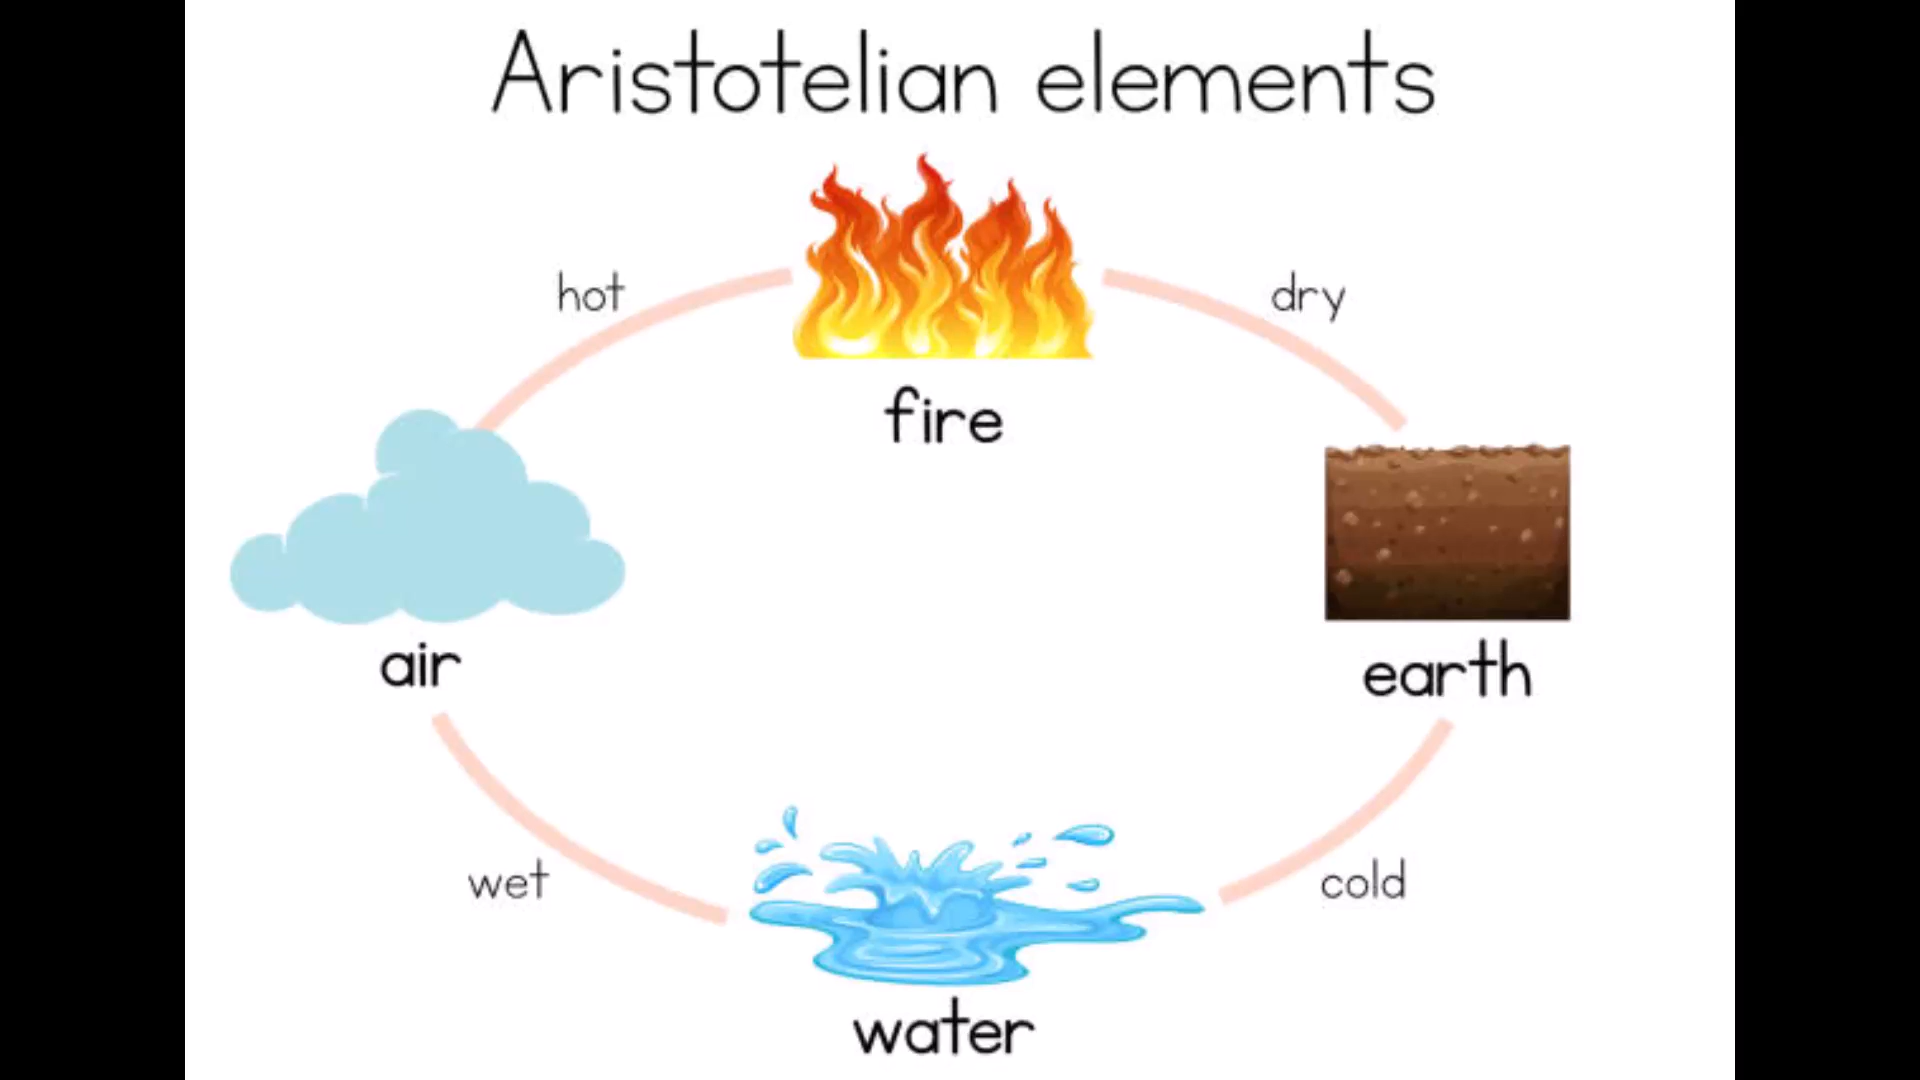 Aristotelian elements
hot
dry
fire
air
earth
wet
cold
water